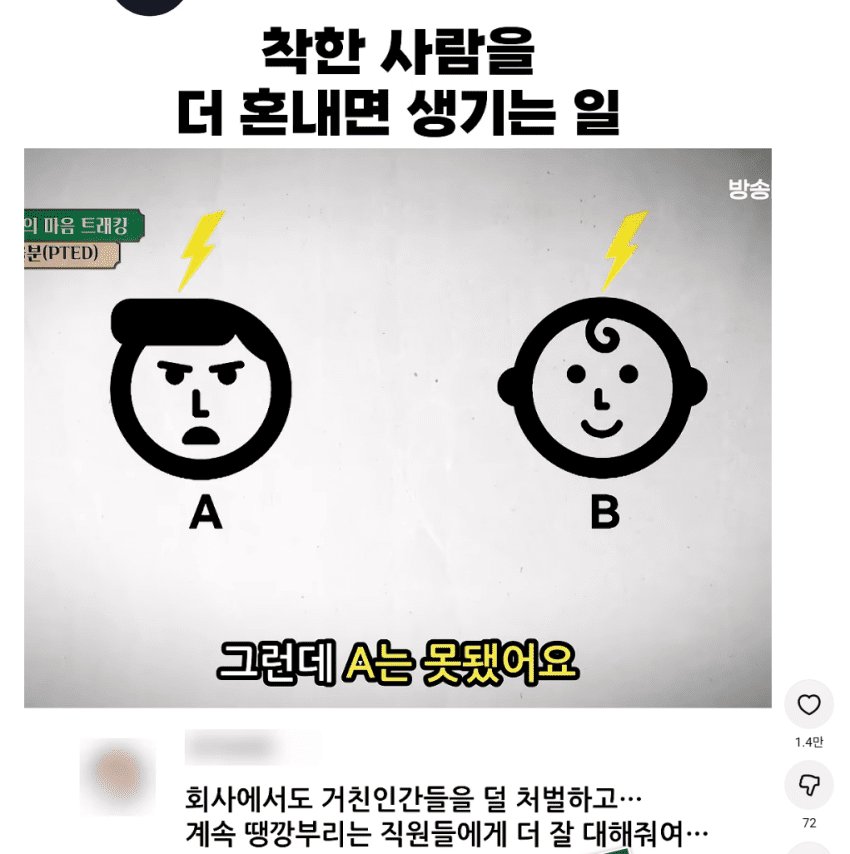 착한 사람을
더 혼내면 생기는 일
방송
의 마음 트래킹
분(PTED)
A
B
그런데 A는 못됐어요
1.4만
회사에서도 거친인간들을 덜 처벌하고…
계속 땡깡부리는 직원들에게 더 잘 대해줘여…
72